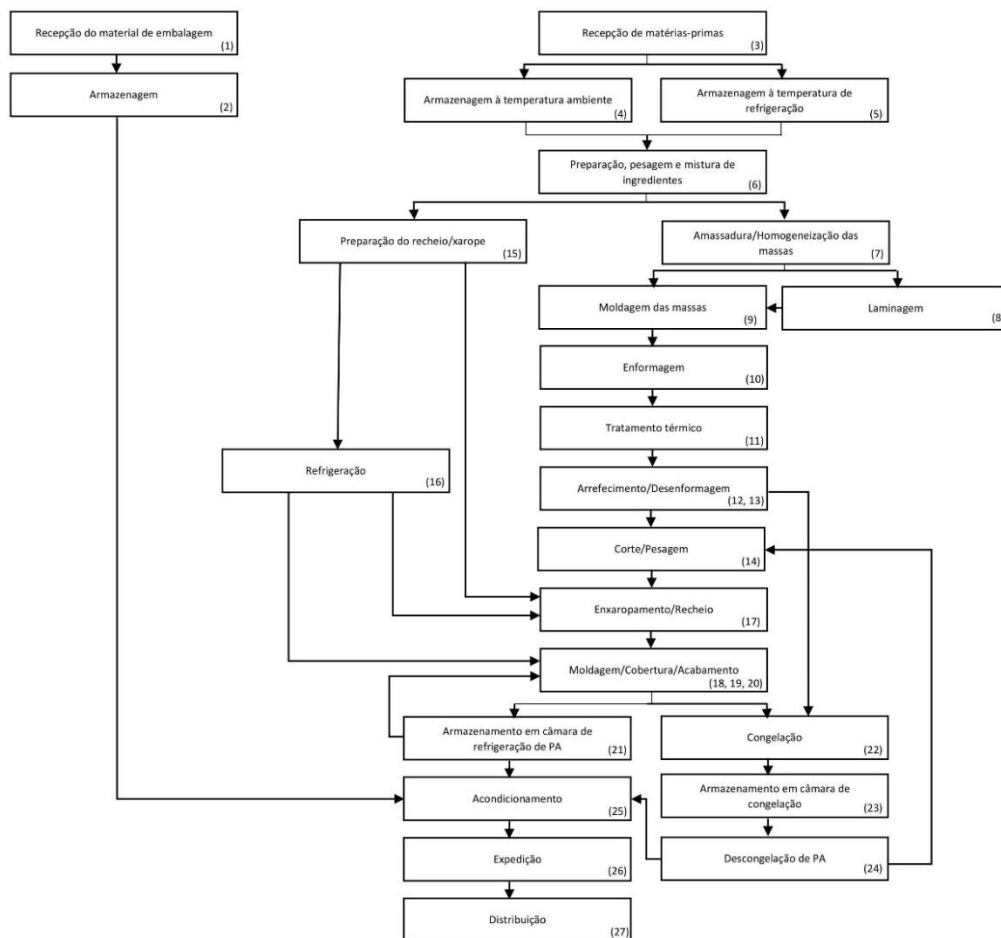 Recepção do material de embalagem
(1)
Armazenagem
(2)
Recepção de matérias-primas
(3)
Armazenagem à temperatura ambiente
(4)
Armazenagem à temperatura de
refrigeração
(5)
Preparação, pesagem e mistura de
ingredientes
(6)
Preparação do recheio/xarope
(15)
Amassadura/Homogeneização das
massas
(7)
Moldagem das massas
(9)
Laminagem
(8
Enformagem
(10)
Tratamento térmico
(11)
Refrigeração
(16)
Arrefecimento/Desenformagem
(12, 13)
Corte/Pesagem
(14)
Enxaropamento/Recheio
(17)
Moldagem/Cobertura/Acabamento
(18, 19, 20)
Armazenamento em câmara de
refrigeração de PA
(21)
Congelação
(22)
Acondicionamento
(25)
Armazenamento em câmara de
congelação
(23)
Expedição
(26)
Descongelação de PA
(24)
Distribuição
(27)